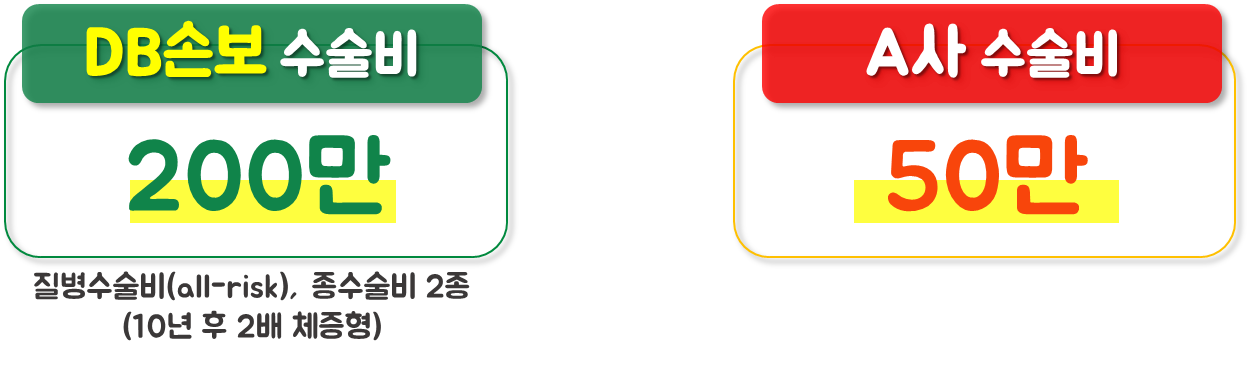 DB손보 수술비
200만
질병수술비(all-risk), 종수술비 2종
(10년 후 2배 체증형)
A사 수술비
50만